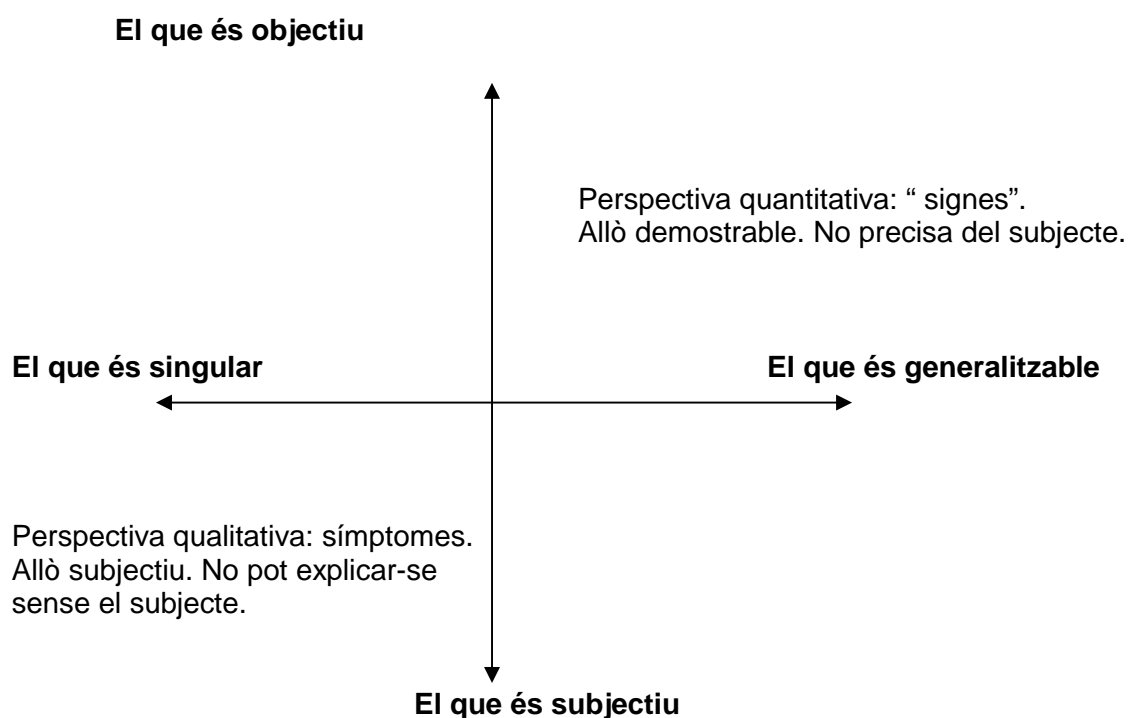 El que és objectiu
Perspectiva quantitativa: “ signes”.
Allò demostrable. No precisa del subjecte.
El que és singular
El que és generalitzable
Perspectiva qualitativa: símptomes.
Allò subjectiu. No pot explicar-se
sense el subjecte.
El que és subjectiu